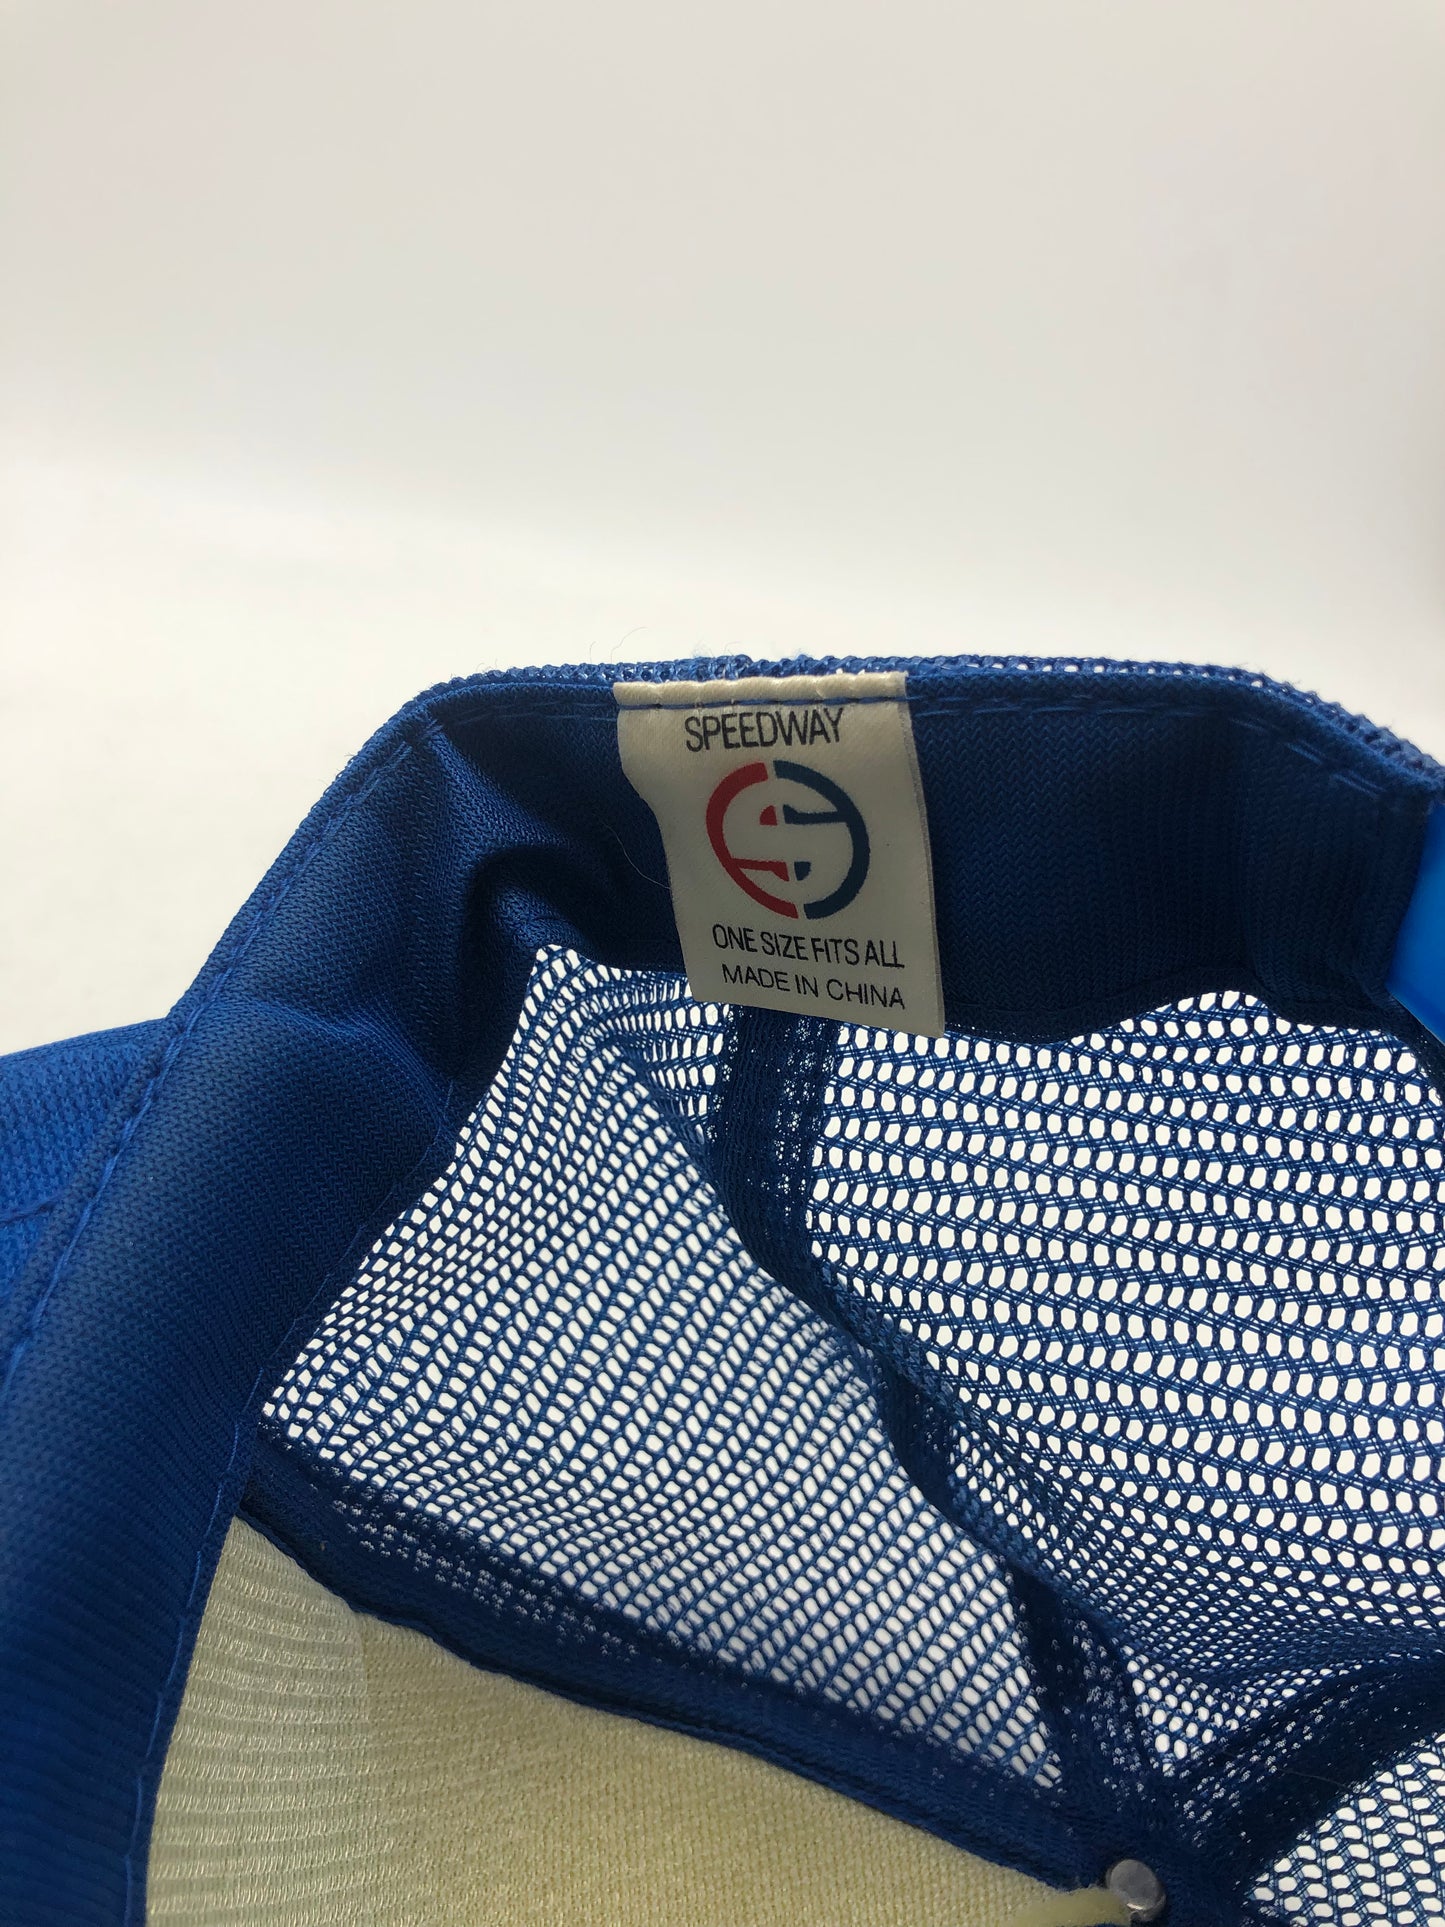 SPEEDWAY
S
ONE SIZE FITS ALL
MADE IN CHINA